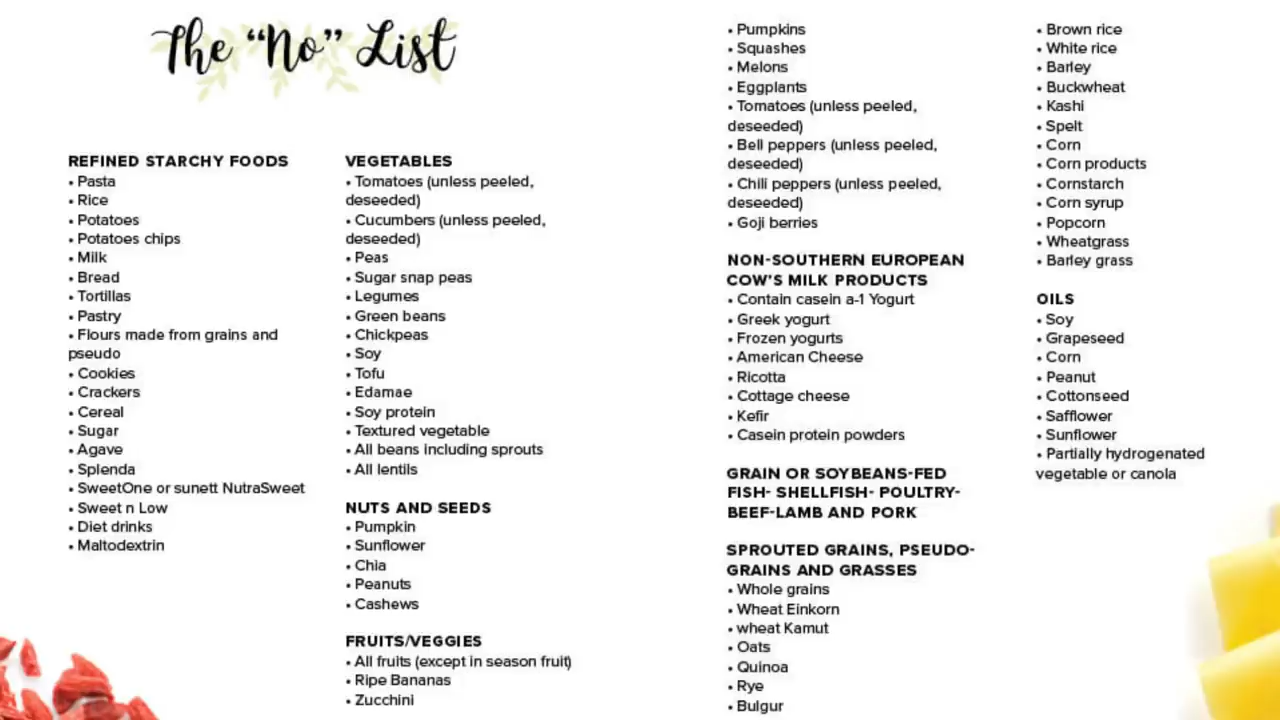 The “No” List
REFINED STARCHY FOODS
• Pasta
• Rice
• Potatoes
• Potatoes chips
• Milk
• Bread
• Tortillas
• Pastry
• Flours made from grains and
pseudo
• Cookies
• Crackers
• Cereal
• Sugar
• Agave
• Splenda
• SweetOne or sunett NutraSweet
• Sweet n Low
• Diet drinks
• Maltodextrin
VEGETABLES
• Tomatoes (unless peeled,
deseeded)
• Cucumbers (unless peeled,
deseeded)
• Peas
• Sugar snap peas
• Legumes
• Green beans
• Chickpeas
• Soy
• Tofu
• Edamae
• Soy protein
• Textured vegetable
• All beans including sprouts
• All lentils
NUTS AND SEEDS
• Pumpkin
• Sunflower
• Chia
• Peanuts
• Cashews
FRUITS/VEGGIES
• All fruits (except in season fruit)
• Ripe Bananas
• Zucchini
• Pumpkins
• Squashes
• Melons
• Eggplants
• Tomatoes (unless peeled,
deseeded)
• Bell peppers (unless peeled,
deseeded)
• Chili peppers (unless peeled,
deseeded)
• Goji berries
NON-SOUTHERN EUROPEAN
COW'S MILK PRODUCTS
• Contain casein a-1 Yogurt
• Greek yogurt
• Frozen yogurts
• American Cheese
• Ricotta
• Cottage cheese
• Kefir
• Casein protein powders
GRAIN OR SOYBEANS-FED
FISH- SHELLFISH- POULTRY-
BEEF-LAMB AND PORK
SPROUTED GRAINS, PSEUDO-
GRAINS AND GRASSES
• Whole grains
• Wheat Einkorn
• wheat Kamut
• Oats
• Quinoa
• Rye
• Bulgur
• Brown rice
• White rice
• Barley
• Buckwheat
• Kashi
• Spelt
• Corn
• Corn products
• Cornstarch
• Corn syrup
• Popcorn
• Wheatgrass
• Barley grass
OILS
• Soy
• Grapeseed
• Corn
• Peanut
• Cottonseed
• Safflower
• Sunflower
• Partially hydrogenated
vegetable or canola